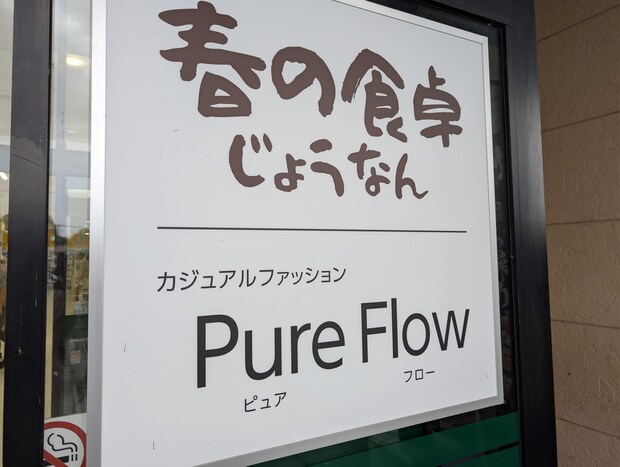 春の食卓
じょうなん
カジュアルファッション
Pure Flow
ピュア フロー